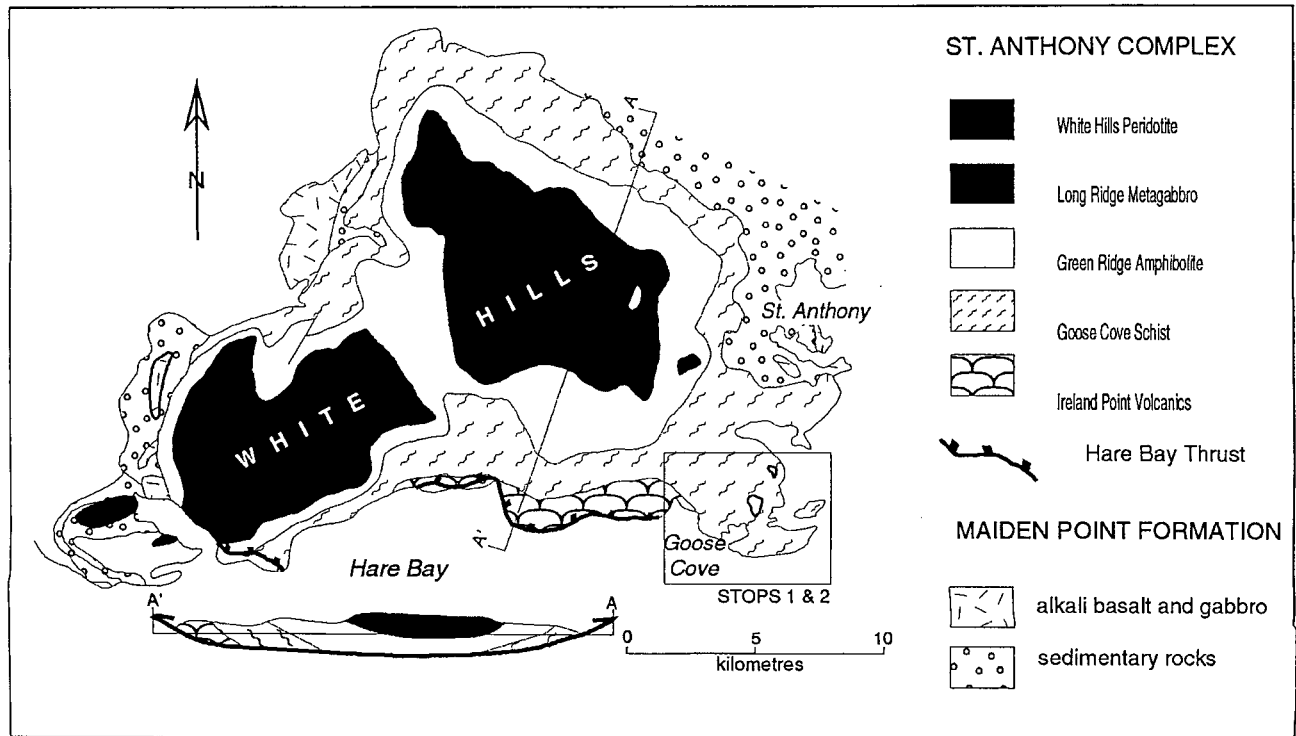 ST. ANTHONY COMPLEX
White Hills Peridotite
Long Ridge Metagabbro
Green Ridge Amphibolite
Goose Cove Schist
Ireland Point Volcanics
Hare Bay Thrust
MAIDEN POINT FORMATION
alkali basalt and gabbro
sedimentary rocks
N
A
HILLS
St. Anthony
WHITE
A'
Goose
Cove
Hare Bay
STOPS 1 & 2
A'
A
0
5
10
kilometres